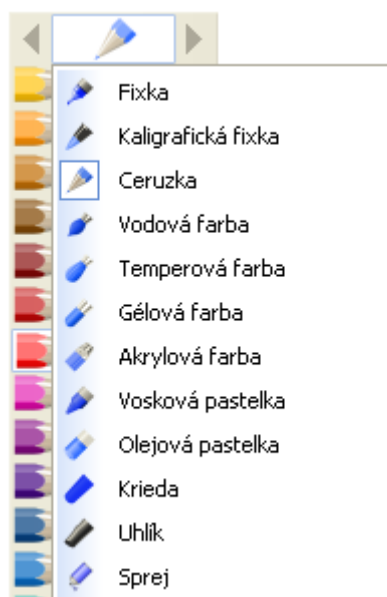 Fixka
Kaligrafická fixka
Ceruzka
Vodová farba
Temperová farba
Gélová farba
Akrylová farba
Vosková pastelka
Olejová pastelka
Krieda
Uhlík
Sprej